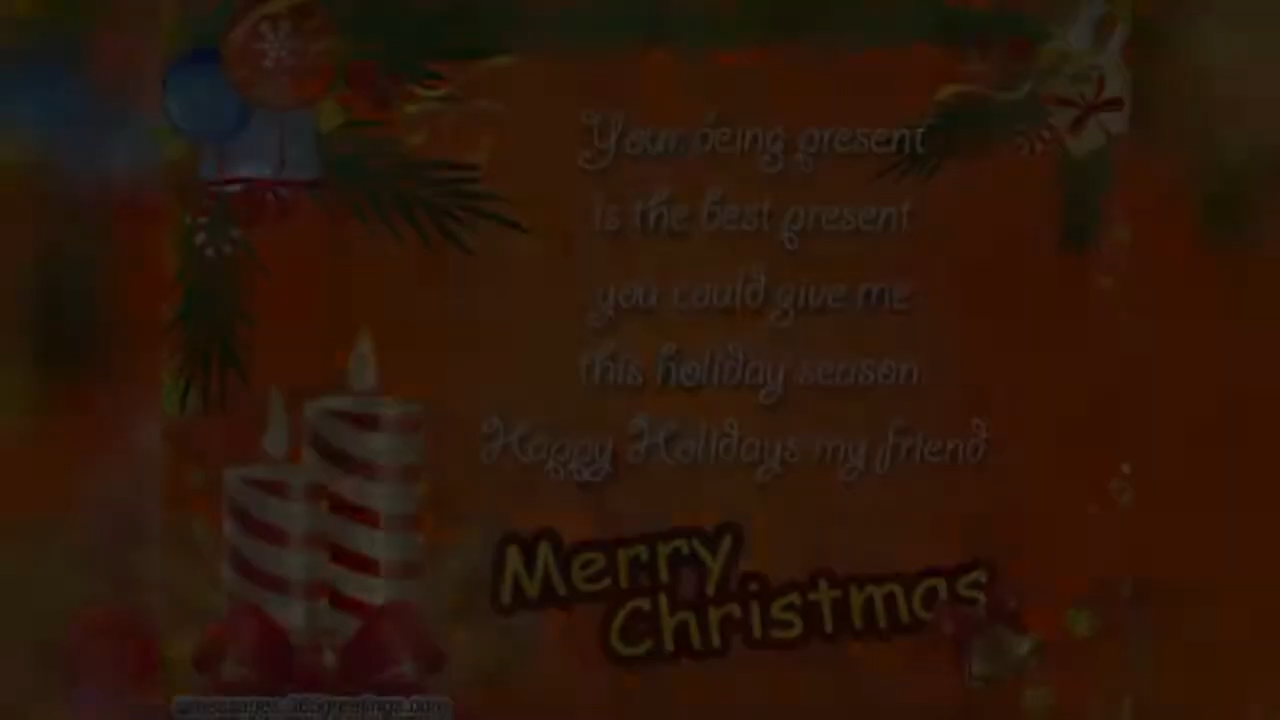 Your being present
is the best present
you could give me
this holiday season
Happy Holidays my friend
Merry
Christmas